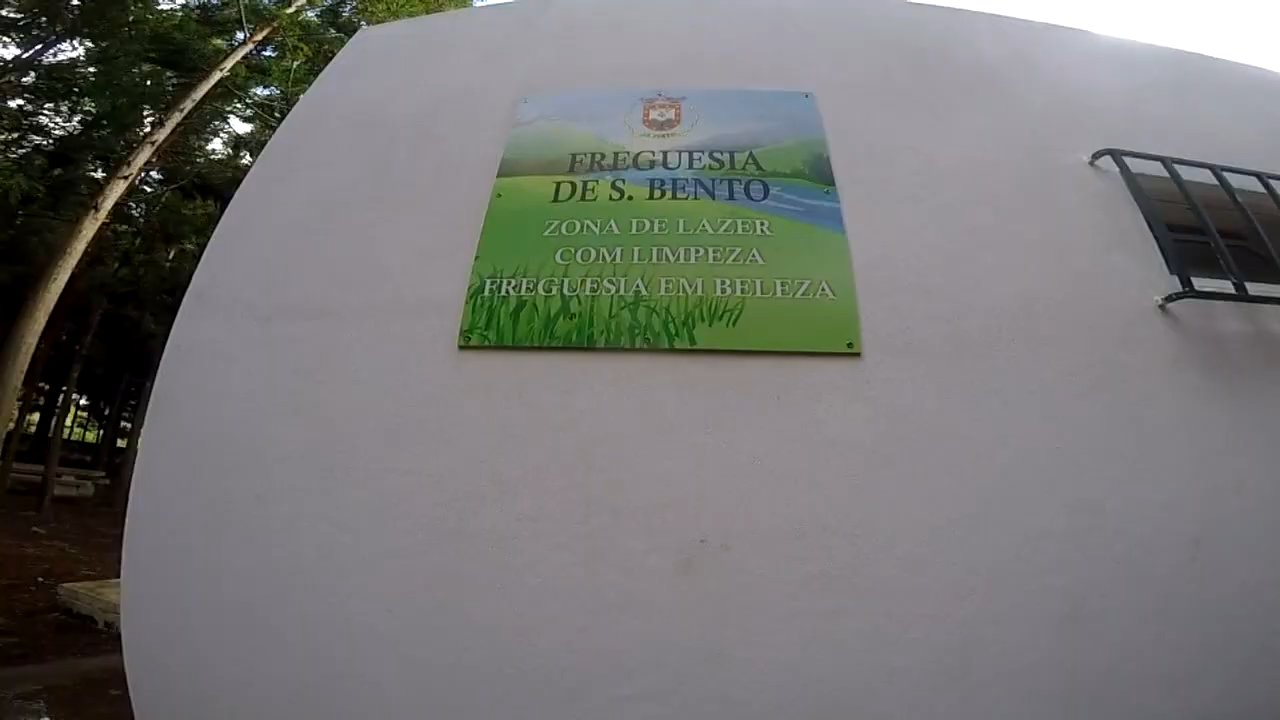 FREGUESIA
DE S. BENTO
ZONA DE LAZER
COM LIMPEZA
FREGUESIA EM BELEZA